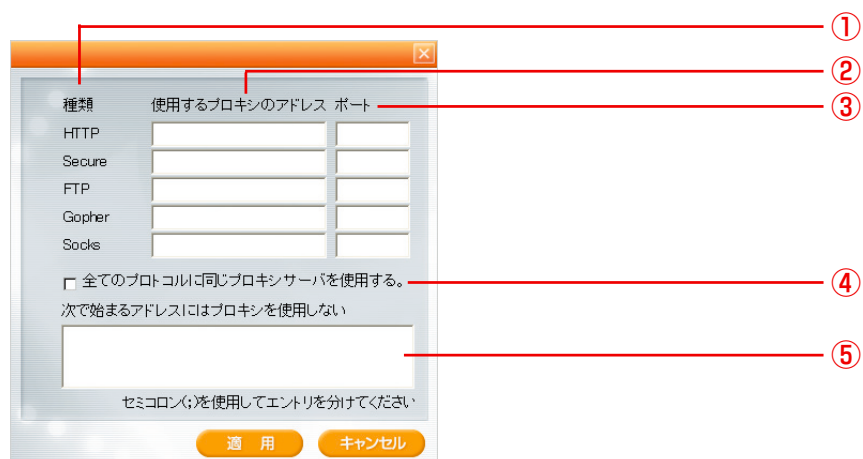 ①
②
種類 使用するプロキシのアドレス ポート ③
HTTP
Secure
FTP
Gopher
Socks
全てのプロトコルに同じプロキシサーバを使用する。 ④
次で始まるアドレスにはプロキシを使用しない
⑤
セミコロン(;)を使用してエントリを分けてください
適 用 キャンセル